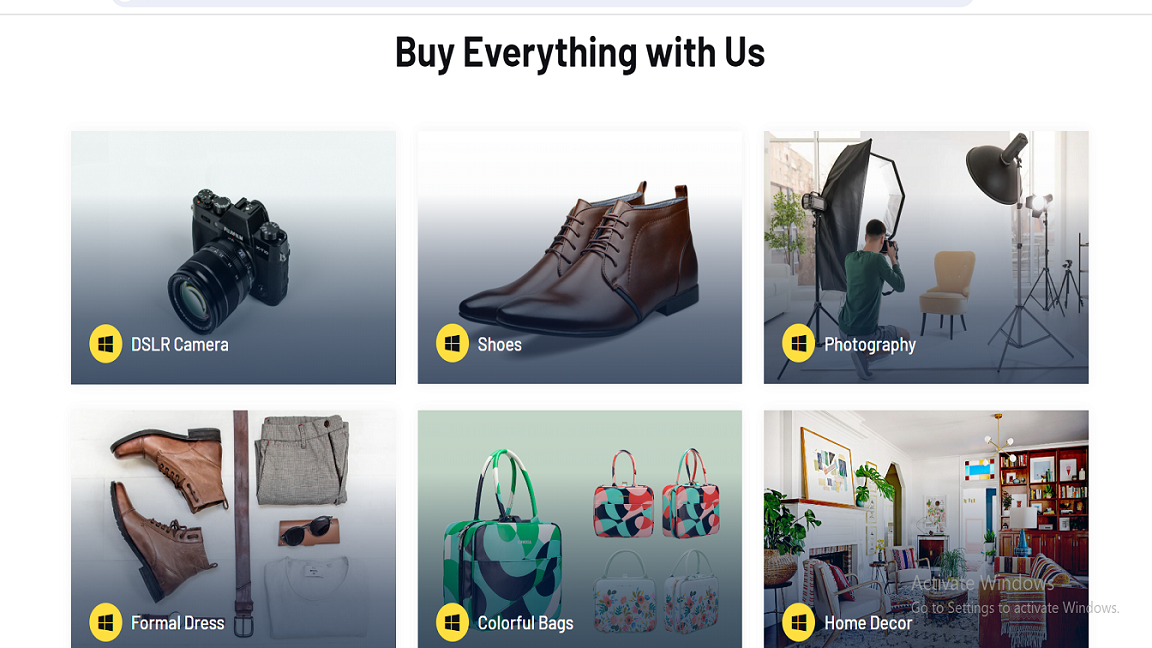 Buy Everything with Us
DSLR Camera
Shoes
Photography
Formal Dress
Colorful Bags
Home Decor
Activate Windows
Go to Settings to activate Windows.